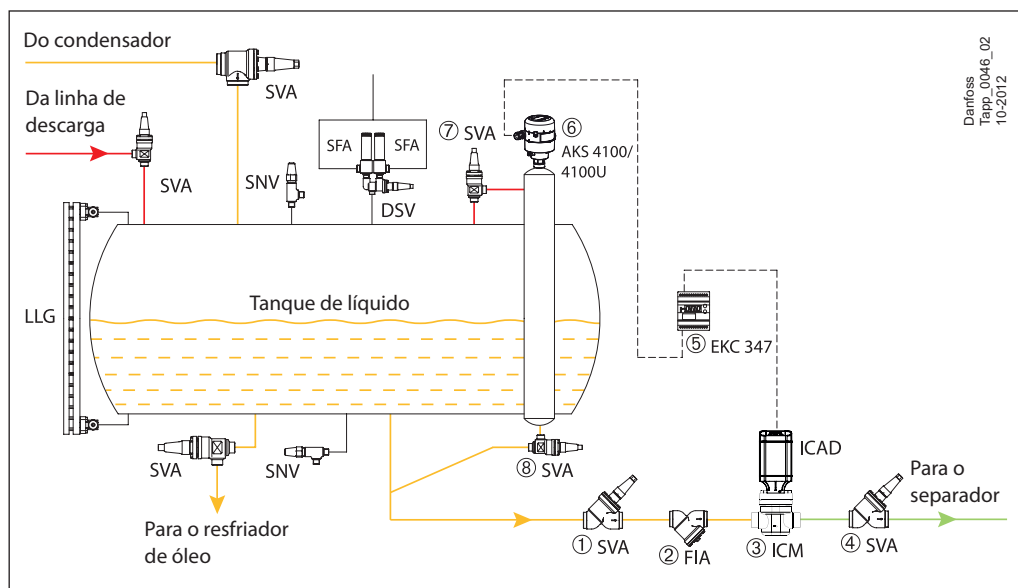 Do condensador
SVA
Da linha de
descarga
SVA
SNV
SFA
SFA
DSV
⑦ SVA
⑥
AKS 4100/
4100U
Danfoss
Tapp_0046_02
10-2012
LLG
Tanque de líquido
⑤ EKC 347
SVA
SNV
⑧ SVA
Para o resfriador
de óleo
ICAD
Para o
separador
① SVA
② FIA
③ ICM
④ SVA